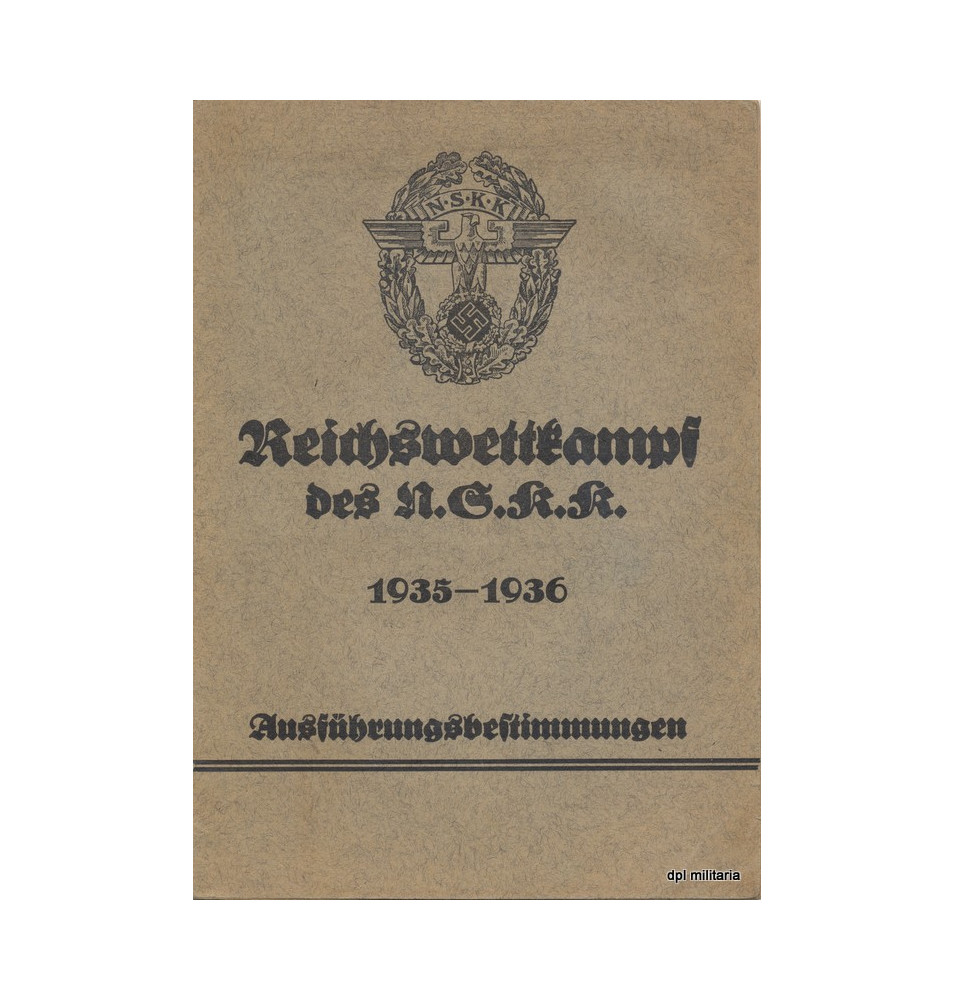 N·S·K·K
Reichswettkampf
des N.S.K.K.
1935–1936
Ausführungsbestimmungen
dpl militaria